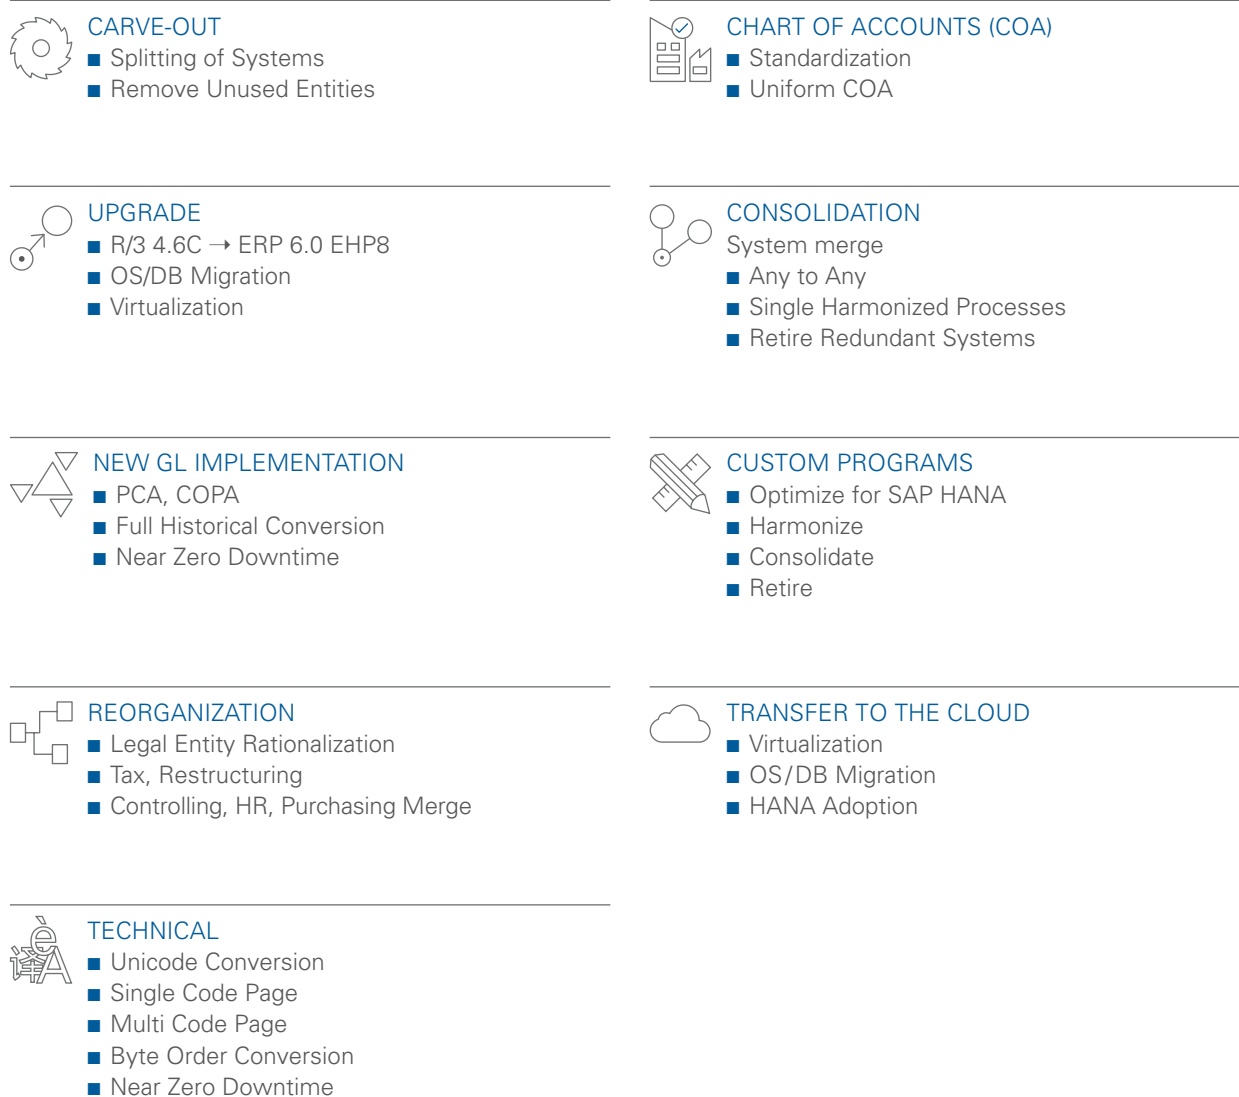 CARVE-OUT
■ Splitting of Systems
■ Remove Unused Entities
CHART OF ACCOUNTS (COA)
■ Standardization
■ Uniform COA
UPGRADE
■ R/3 4.6C → ERP 6.0 EHP8
■ OS/DB Migration
■ Virtualization
CONSOLIDATION
System merge
■ Any to Any
■ Single Harmonized Processes
■ Retire Redundant Systems
NEW GL IMPLEMENTATION
■ PCA, COPA
■ Full Historical Conversion
■ Near Zero Downtime
CUSTOM PROGRAMS
■ Optimize for SAP HANA
■ Harmonize
■ Consolidate
■ Retire
REORGANIZATION
■ Legal Entity Rationalization
■ Tax, Restructuring
■ Controlling, HR, Purchasing Merge
TRANSFER TO THE CLOUD
■ Virtualization
■ OS/DB Migration
■ HANA Adoption
è
译A
TECHNICAL
■ Unicode Conversion
■ Single Code Page
■ Multi Code Page
■ Byte Order Conversion
■ Near Zero Downtime